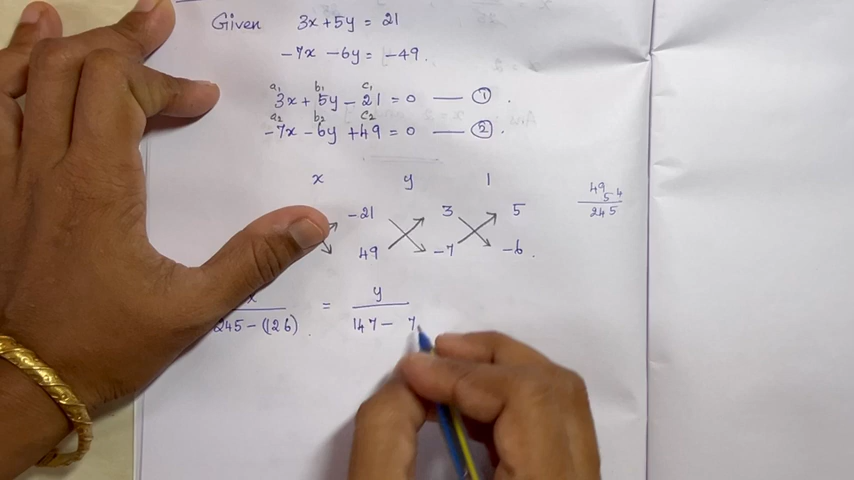 Given 3x + 5y = 21
-7x - 6y = -49.
a₁ b₁ c₁
3x + 5y - 21 = 0 — ①.
a₂ b₂ c₂
-7x - 6y + 49 = 0 — ②.
x y 1
-21 3 5
49 -7 -6.
49
5 4
245
x = y
245 - (126). 147 - 7